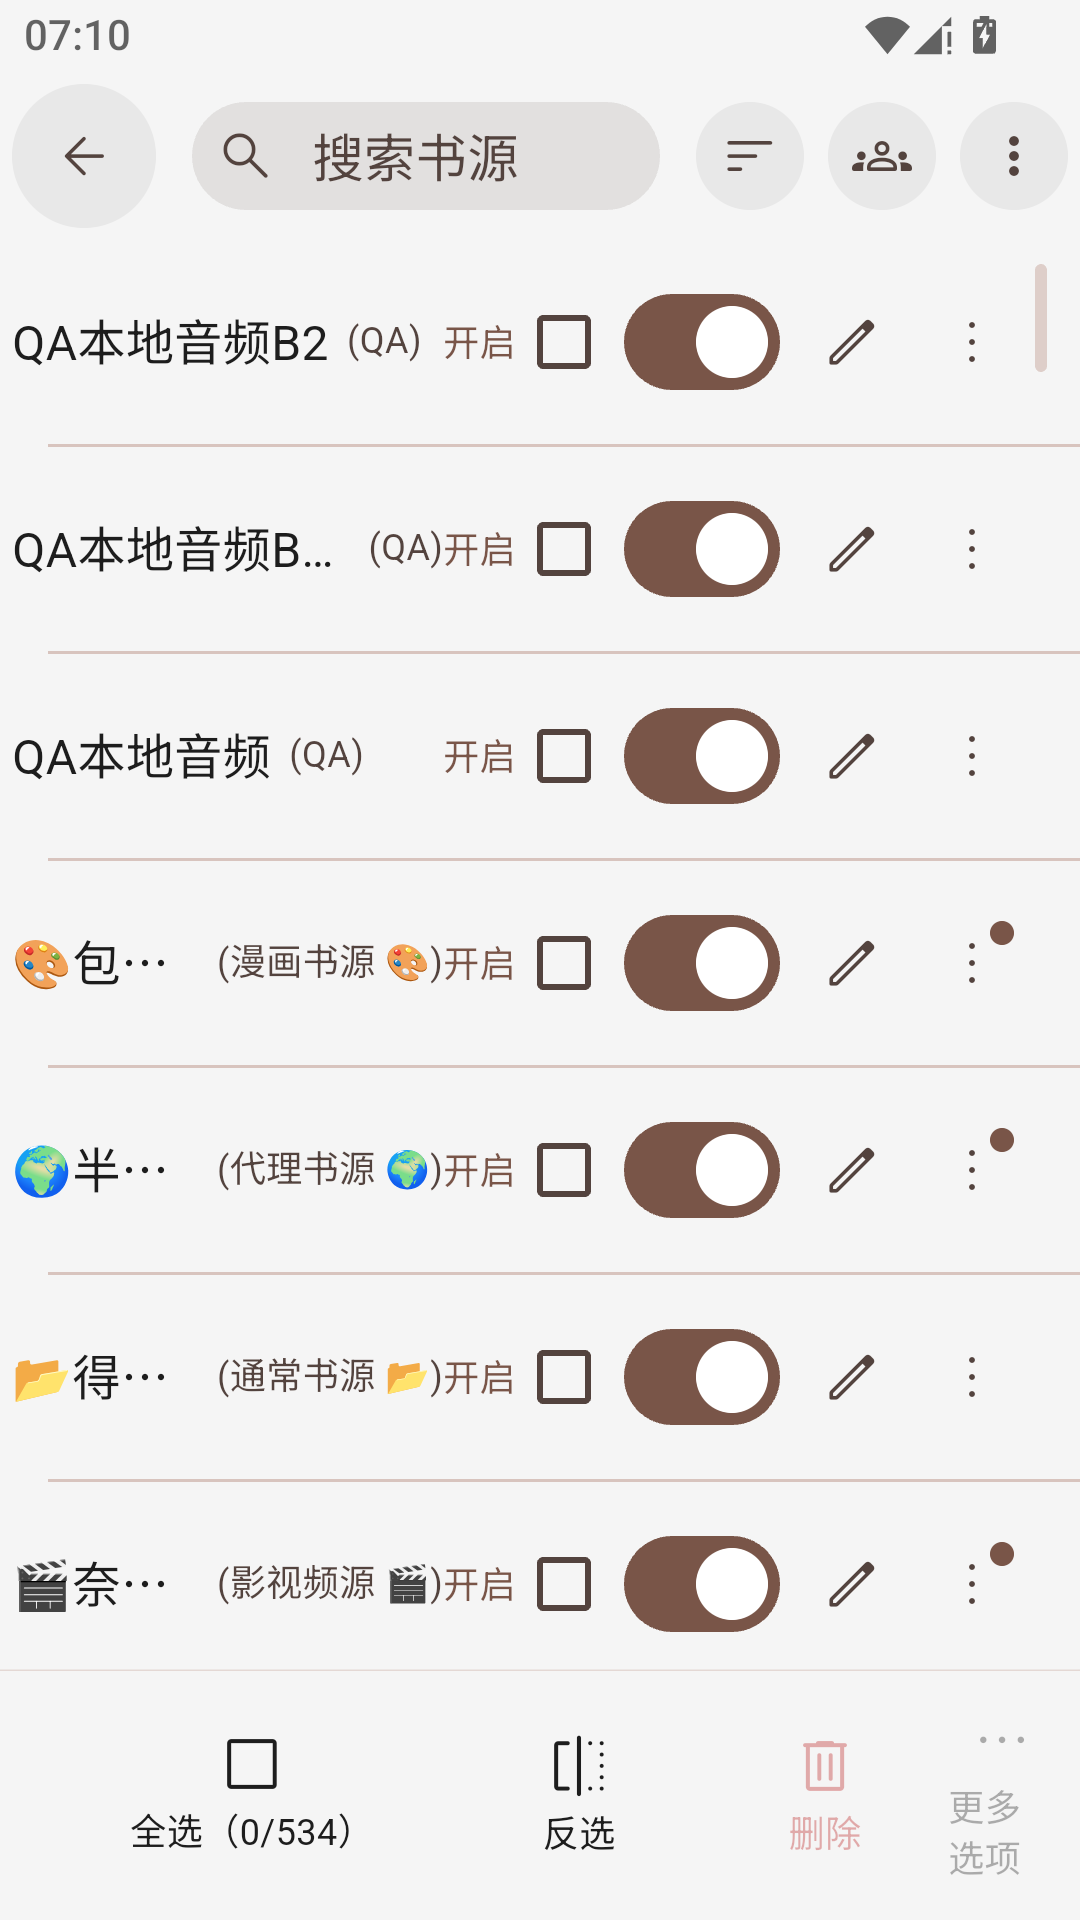 07:10
搜索书源
QA本地音频B2 (QA) 开启
QA本地音频B... (QA)开启
QA本地音频 (QA) 开启
🎨包… (漫画书源 🎨)开启
🌍半… (代理书源 🌍)开启
📂得… (通常书源 📂)开启
🎬奈… (影视频源 🎬)开启
全选（0/534） 反选 删除 更多
选项